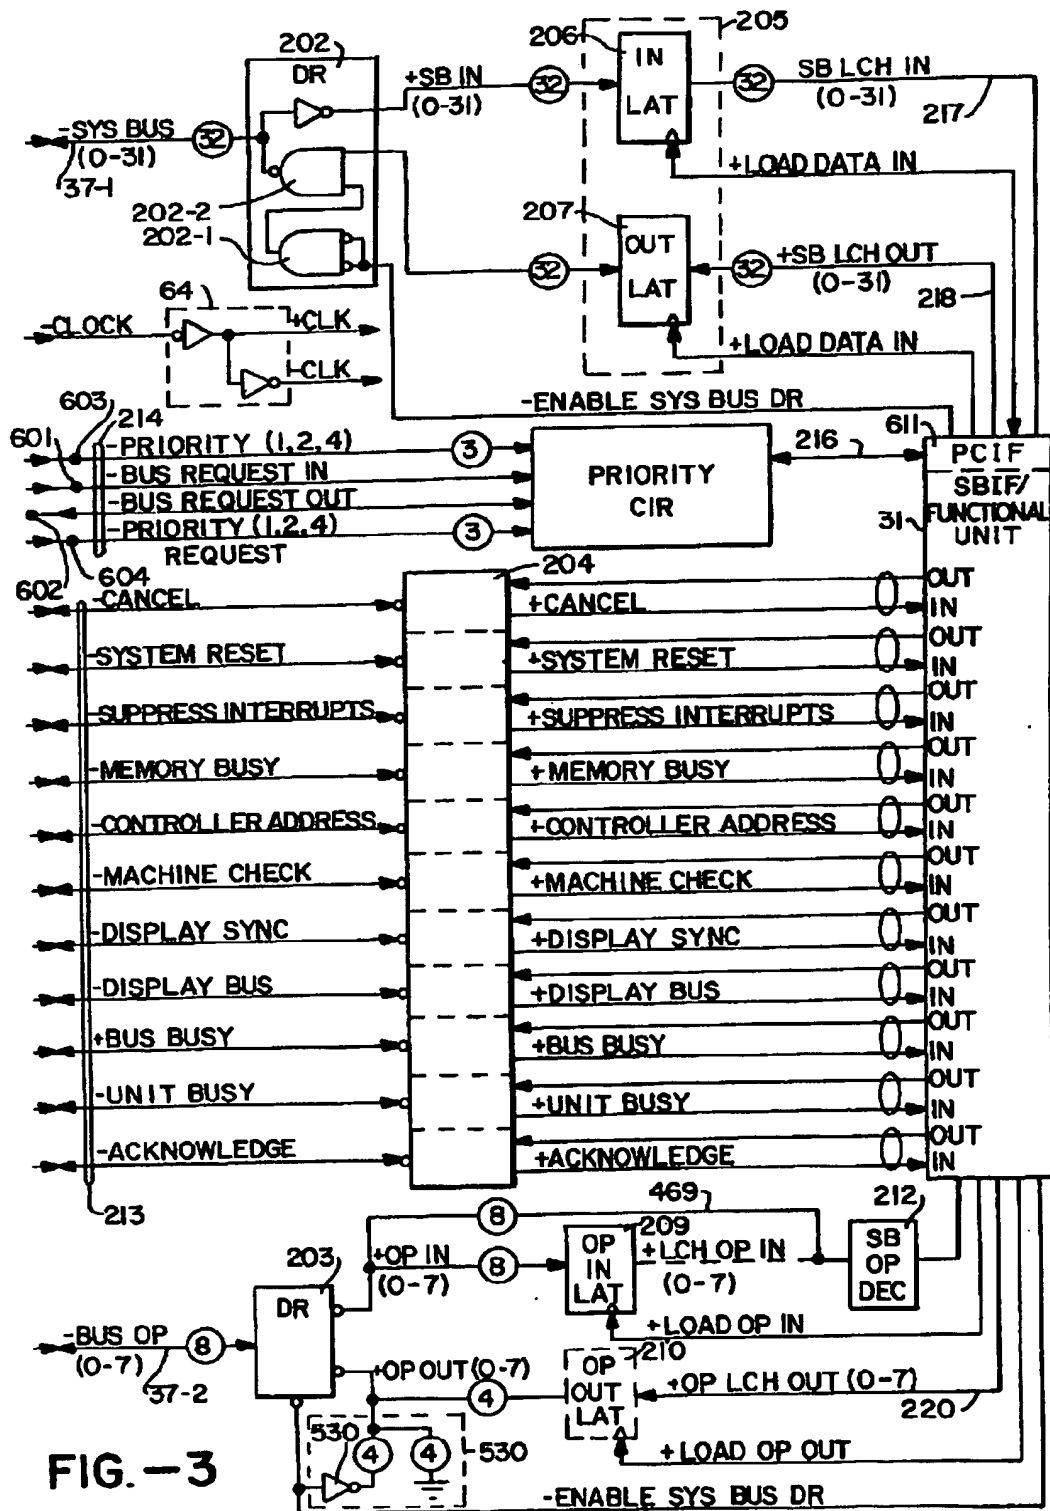 202
DR
+SB IN
(0-31)
32
206
IN
LAT
205
32
SB LCH IN
(0-31)
217
-SYS BUS
(0-31)
32
37-1
202-2
202-1
+LOAD DATA IN
207
OUT
LAT
32
32
+SB LCH OUT
(0-31)
218
+LOAD DATA IN
64
-CLOCK
+CLK
-CLK
-ENABLE SYS BUS DR
603
214
601
-PRIORITY (1,2,4)
3
-BUS REQUEST IN
-BUS REQUEST OUT
-PRIORITY (1,2,4)
REQUEST
3
602
604
PRIORITY
CIR
216
611
PCIF
SBIF/
FUNCTIONAL
UNIT
31
204
-CANCEL
+CANCEL
OUT
IN
-SYSTEM RESET
+SYSTEM RESET
OUT
IN
-SUPPRESS INTERRUPTS
+SUPPRESS INTERRUPTS
OUT
IN
-MEMORY BUSY
+MEMORY BUSY
OUT
IN
-CONTROLLER ADDRESS
+CONTROLLER ADDRESS
OUT
IN
-MACHINE CHECK
+MACHINE CHECK
OUT
IN
-DISPLAY SYNC
+DISPLAY SYNC
OUT
IN
-DISPLAY BUS
+DISPLAY BUS
OUT
IN
+BUS BUSY
+BUS BUSY
OUT
IN
-UNIT BUSY
+UNIT BUSY
OUT
IN
-ACKNOWLEDGE
+ACKNOWLEDGE
OUT
IN
213
8
469
212
SB
OP
DEC
203
DR
+OP IN
(0-7)
8
209
OP
IN
LAT
+LCH OP IN
(0-7)
+LOAD OP IN
-BUS OP
(0-7)
8
37-2
+OP OUT (0-7)
4
210
OP
OUT
LAT
+OP LCH OUT (0-7)
220
+LOAD OP OUT
530
4
4
530
-ENABLE SYS BUS DR
FIG.-3